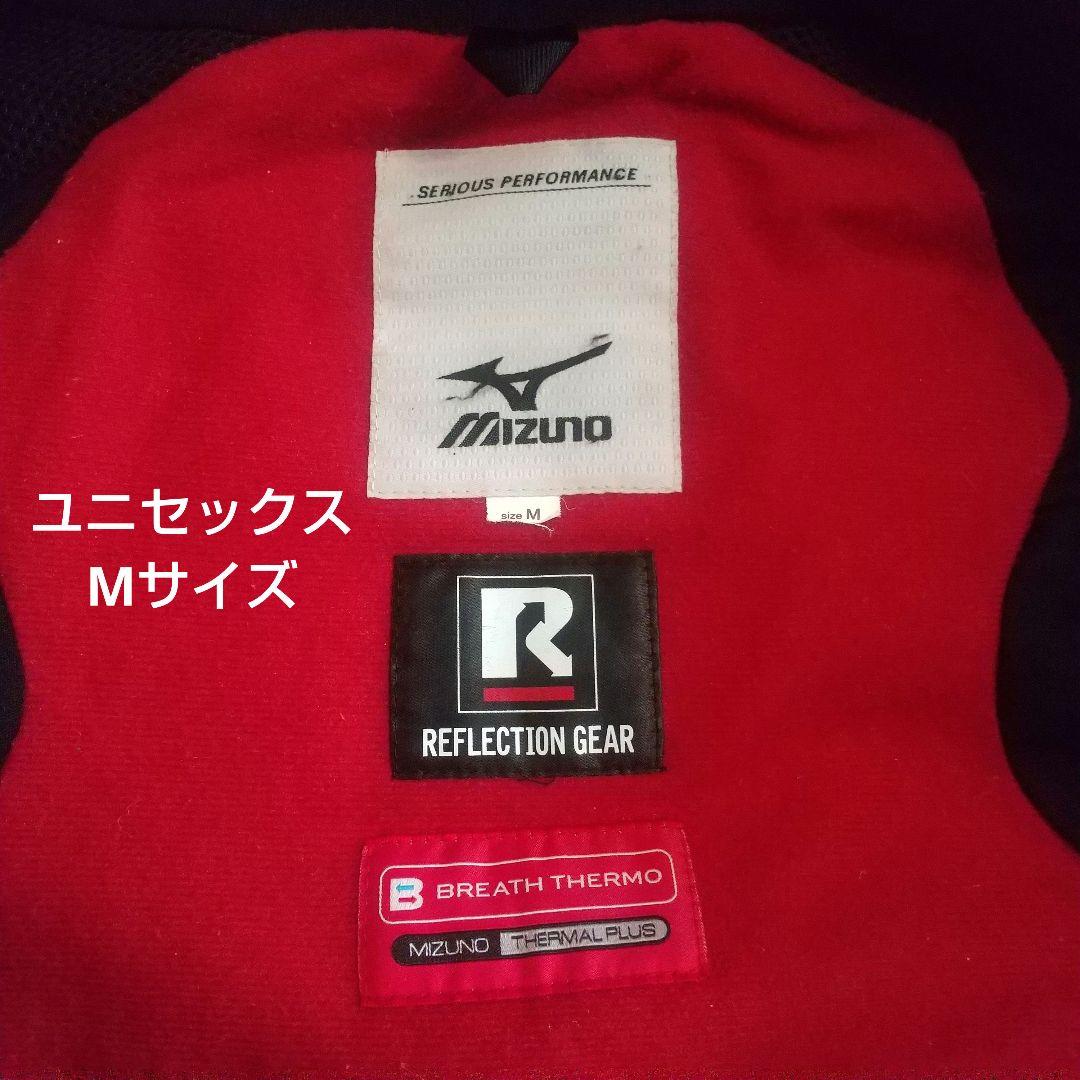 SERIOUS PERFORMANCE
MIZUNO
size M
ユニセックス
Mサイズ
R
REFLECTION GEAR
B BREATH THERMO
MIZUNO THERMAL PLUS